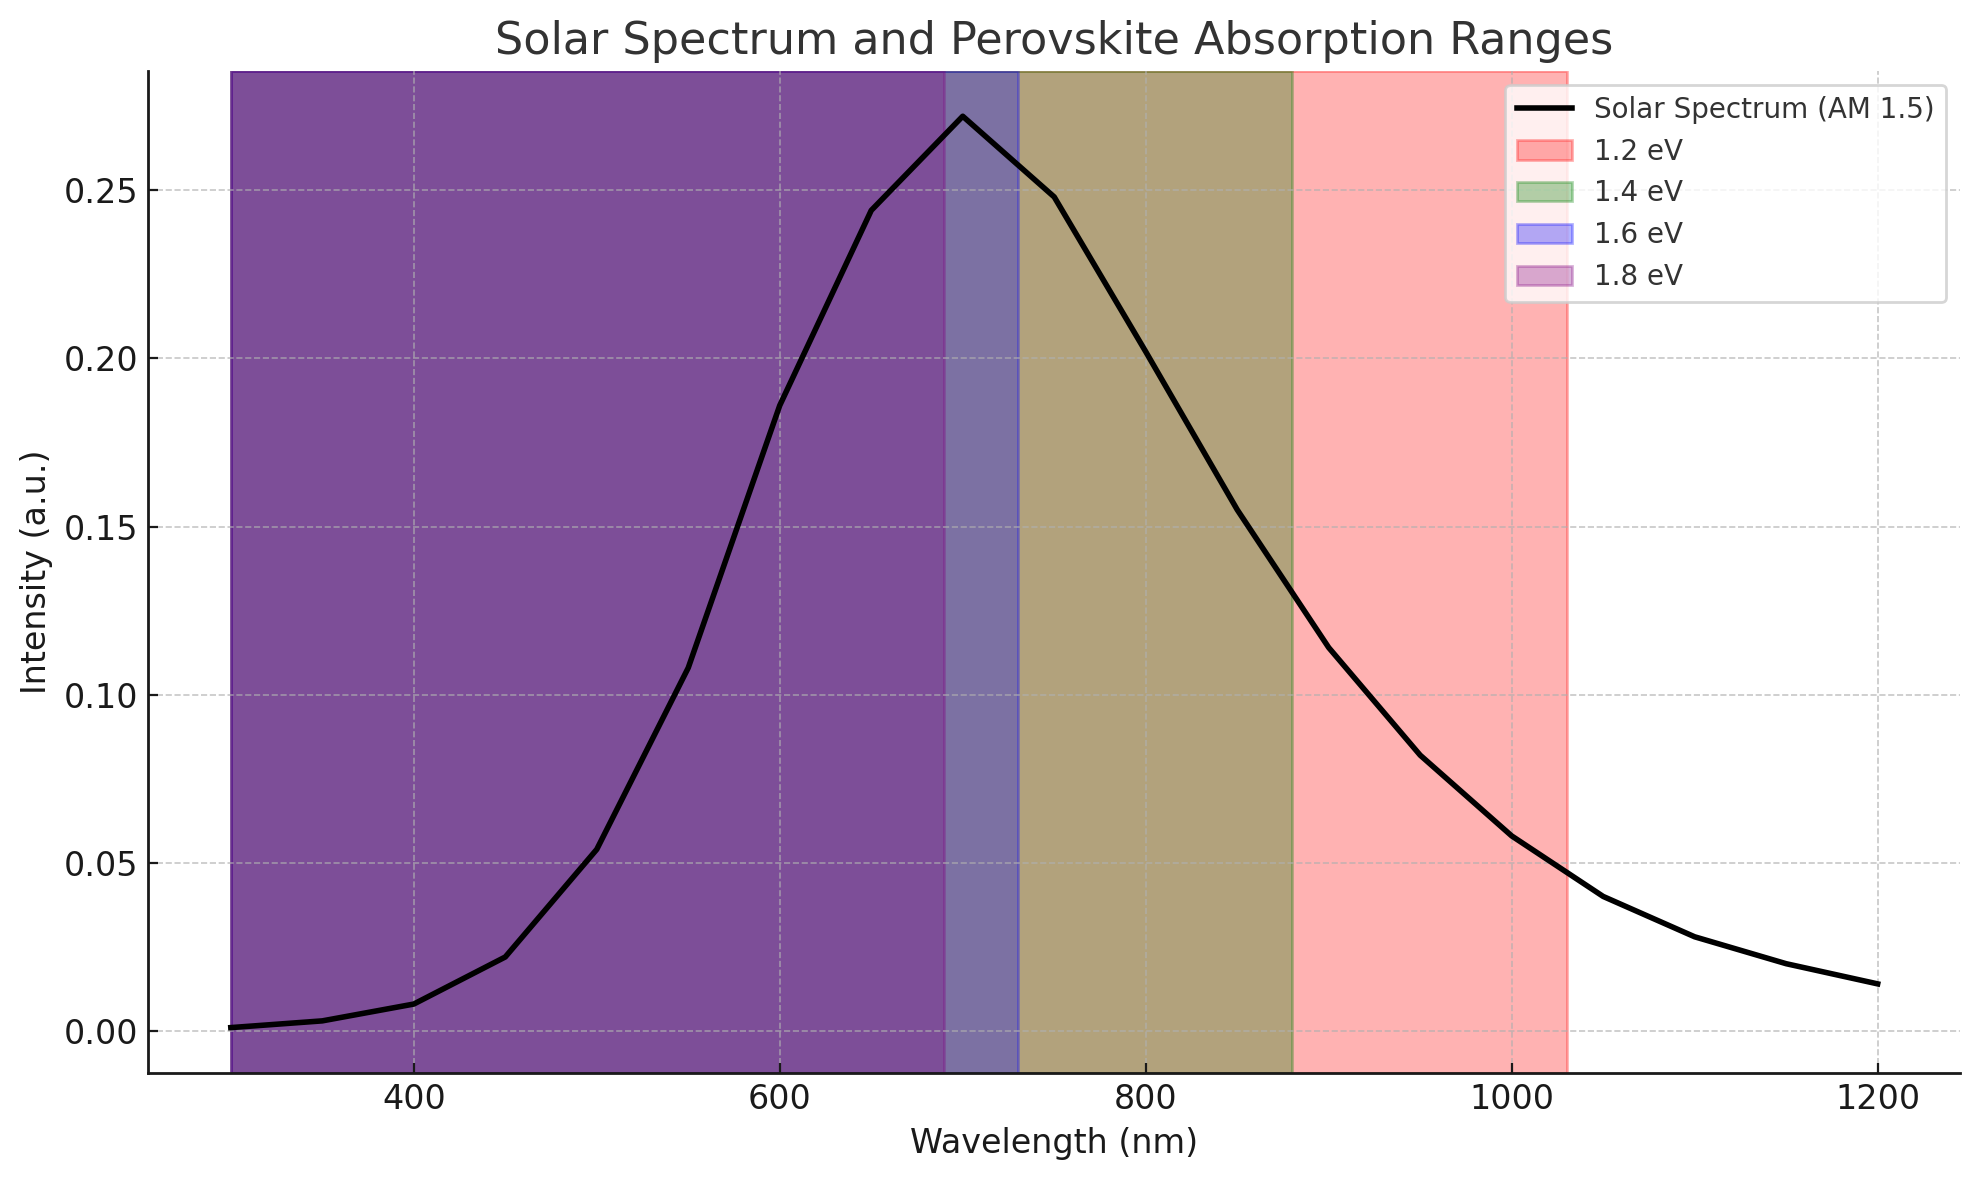 Solar Spectrum and Perovskite Absorption Ranges
Solar Spectrum (AM 1.5)
1.2 eV
1.4 eV
1.6 eV
1.8 eV
Intensity (a.u.)
0.25
0.20
0.15
0.10
0.05
0.00
400 600 800 1000 1200
Wavelength (nm)